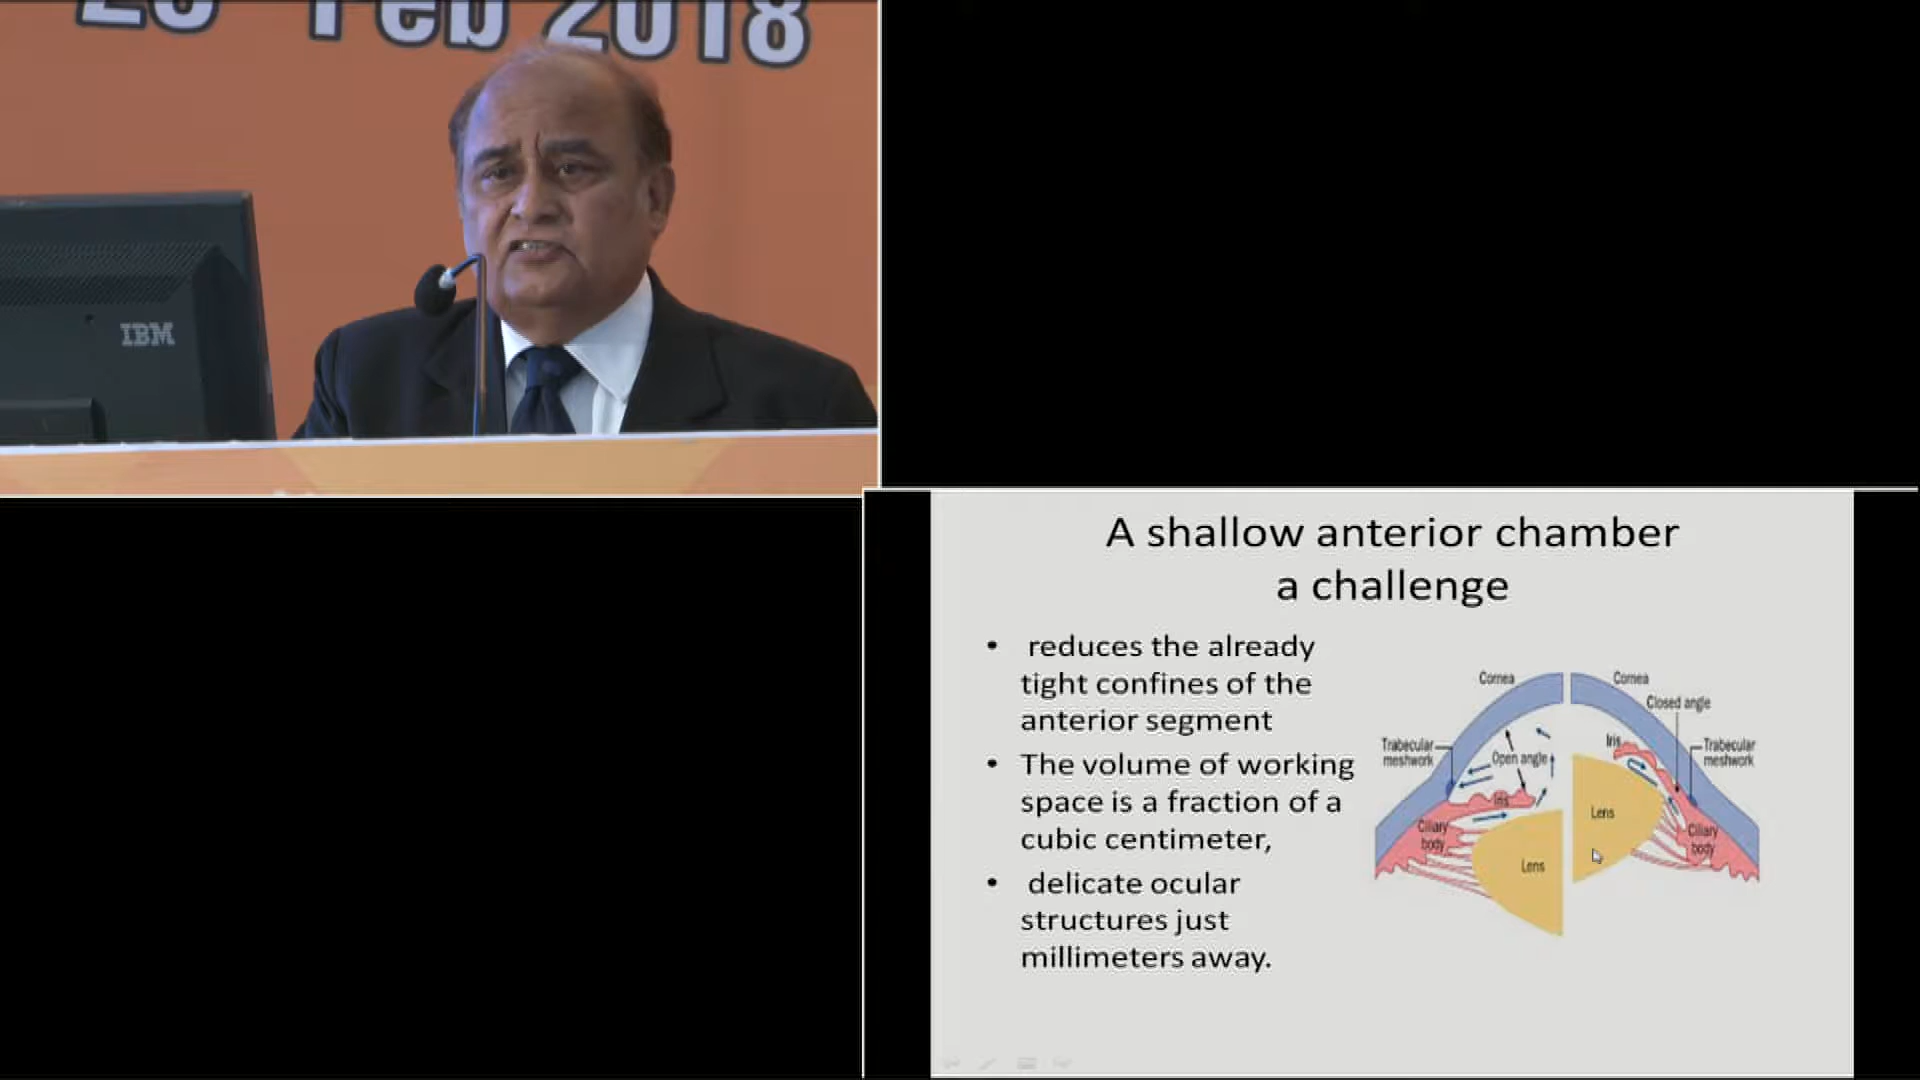 Feb 2018
IBM
A shallow anterior chamber
a challenge
• reduces the already
tight confines of the
anterior segment
• The volume of working
space is a fraction of a
cubic centimeter,
• delicate ocular
structures just
millimeters away.
Cornea
Trabecular
meshwork
Open angle
Iris
Ciliary
body
Lens
Cornea
Closed angle
Iris
Trabecular
meshwork
Lens
Ciliary
body